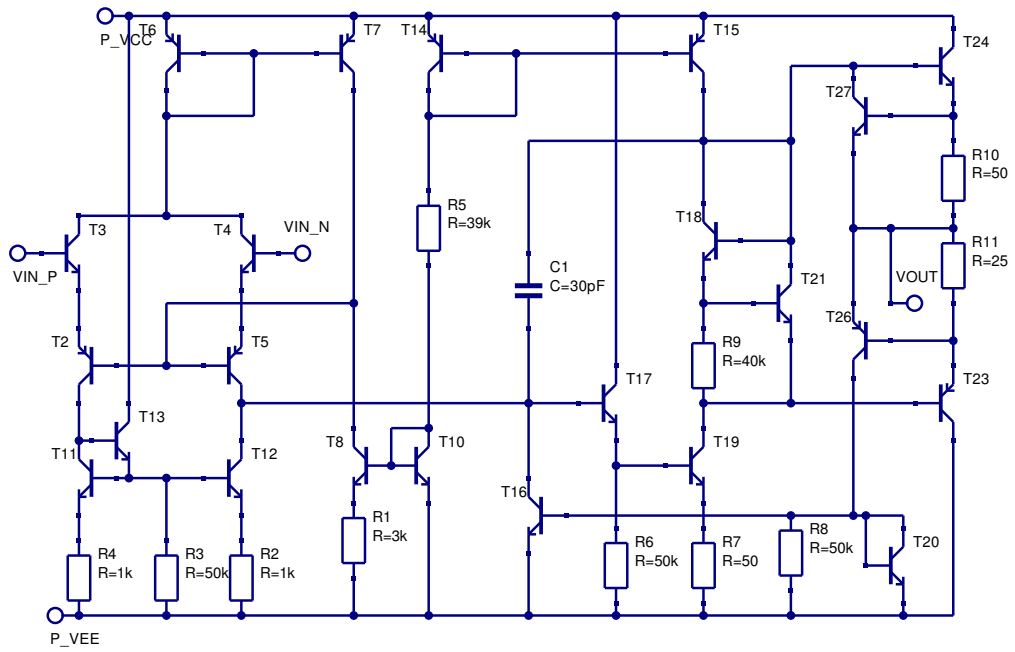 P_VCC
T6
T7
T14
T15
T24
T27
R10
R=50
T3
T4
VIN_N
VIN_P
R5
R=39k
T18
R11
R=25
C1
C=30pF
T21
VOUT
T26
T2
T5
R9
R=40k
T17
T23
T13
T11
T12
T8
T10
T19
T16
R1
R=3k
R4
R=1k
R3
R=50k
R2
R=1k
R6
R=50k
R7
R=50
R8
R=50k
T20
P_VEE